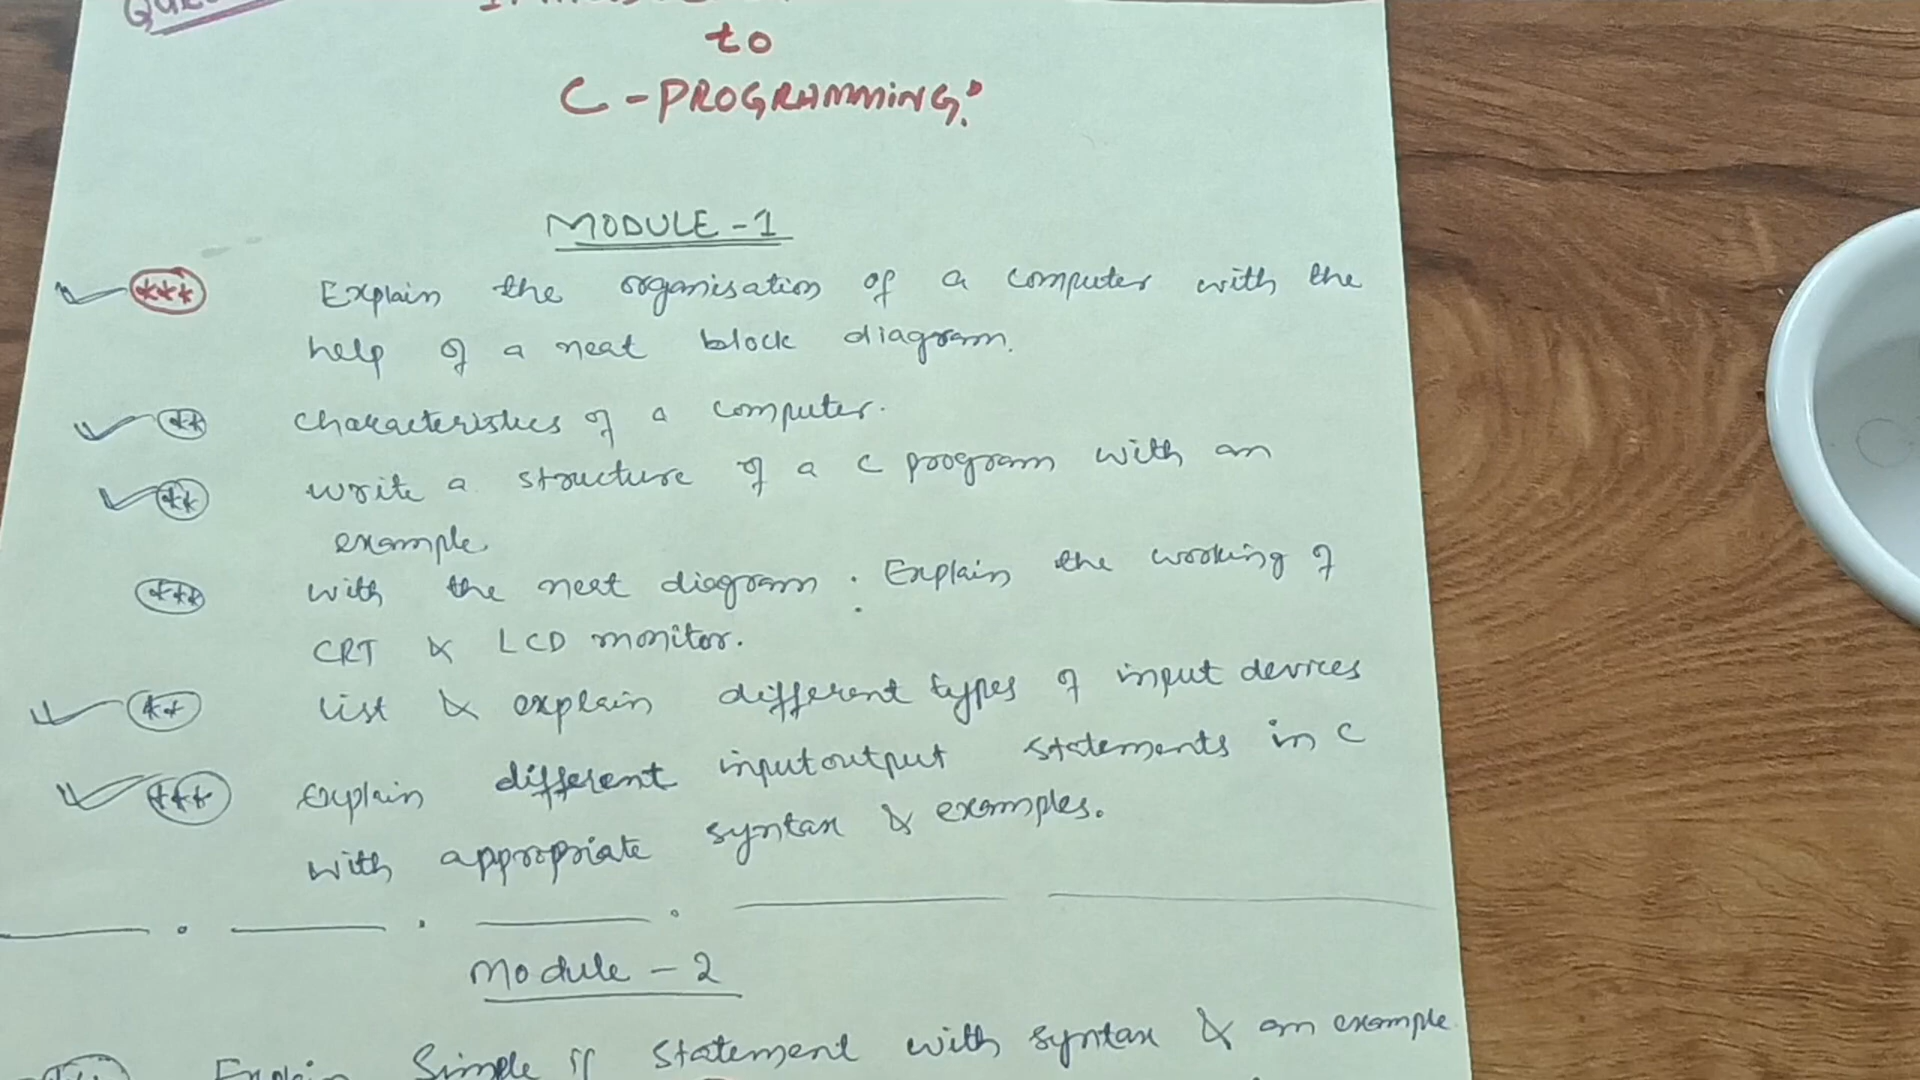 to
C-PROGRAMMING:
MODULE-1
*** Explain the organisation of a computer with the
help of a neat block diagram.
** characteristics of a computer.
** write a structure of a c program with an
example.
*** with the neat diagram. Explain the working of
CRT & LCD monitor.
** list & explain different types of input devices
*** Explain different inputoutput statements in c
with appropriate syntax & examples.
Module - 2
Explain Simple if statement with syntax & an example